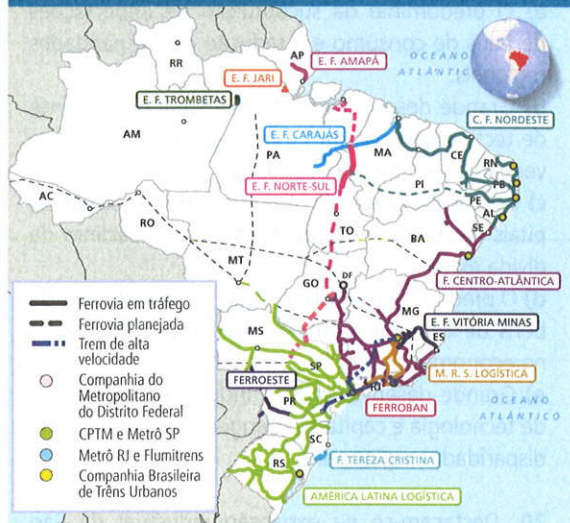 OCEANO
ATLÂNTICO
RR
AP
E. F. AMAPÁ
E. F. JARI
E. F. TROMBETAS
C. F. NORDESTE
E. F. CARAJÁS
AM
PA
MA
CE
RN
PB
E. F. NORTE-SUL
PI
PE
AC
AL
RO
TO
SE
BA
MT
F. CENTRO-ATLÂNTICA
GO
DF
MG
E. F. VITÓRIA MINAS
ES
MS
SP
M. R. S. LOGÍSTICA
FERROESTE
RJ
OCEANO
ATLÂNTICO
PR
FERROBAN
SC
F. TEREZA CRISTINA
RS
AMÉRICA LATINA LOGÍSTICA
Ferrovia em tráfego
Ferrovia planejada
Trem de alta
velocidade
Companhia do
Metropolitano
do Distrito Federal
CPTM e Metrô SP
Metrô RJ e Flumitrens
Companhia Brasileira
de Trêns Urbanos